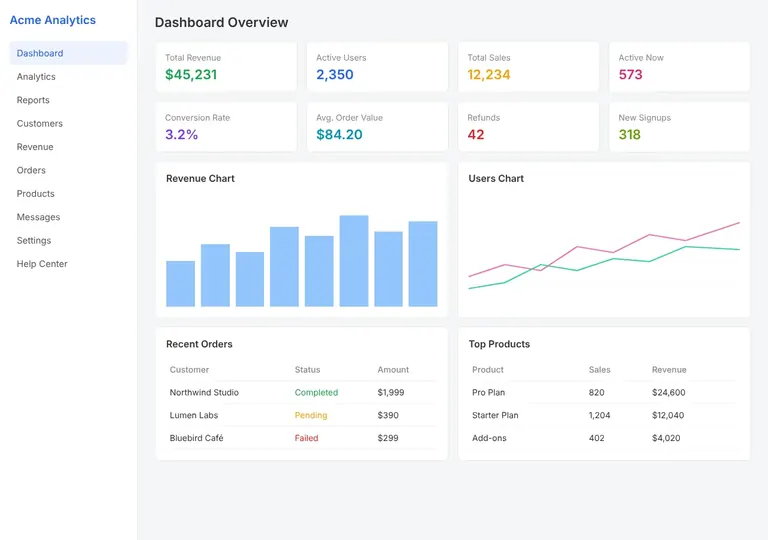 Acme Analytics
Dashboard
Analytics
Reports
Customers
Revenue
Orders
Products
Messages
Settings
Help Center
Dashboard Overview
Total Revenue
$45,231
Active Users
2,350
Total Sales
12,234
Active Now
573
Conversion Rate
3.2%
Avg. Order Value
$84.20
Refunds
42
New Signups
318
Revenue Chart
Users Chart
Recent Orders
Customer Status Amount
Northwind Studio Completed $1,999
Lumen Labs Pending $390
Bluebird Café Failed $299
Top Products
Product Sales Revenue
Pro Plan 820 $24,600
Starter Plan 1,204 $12,040
Add-ons 402 $4,020